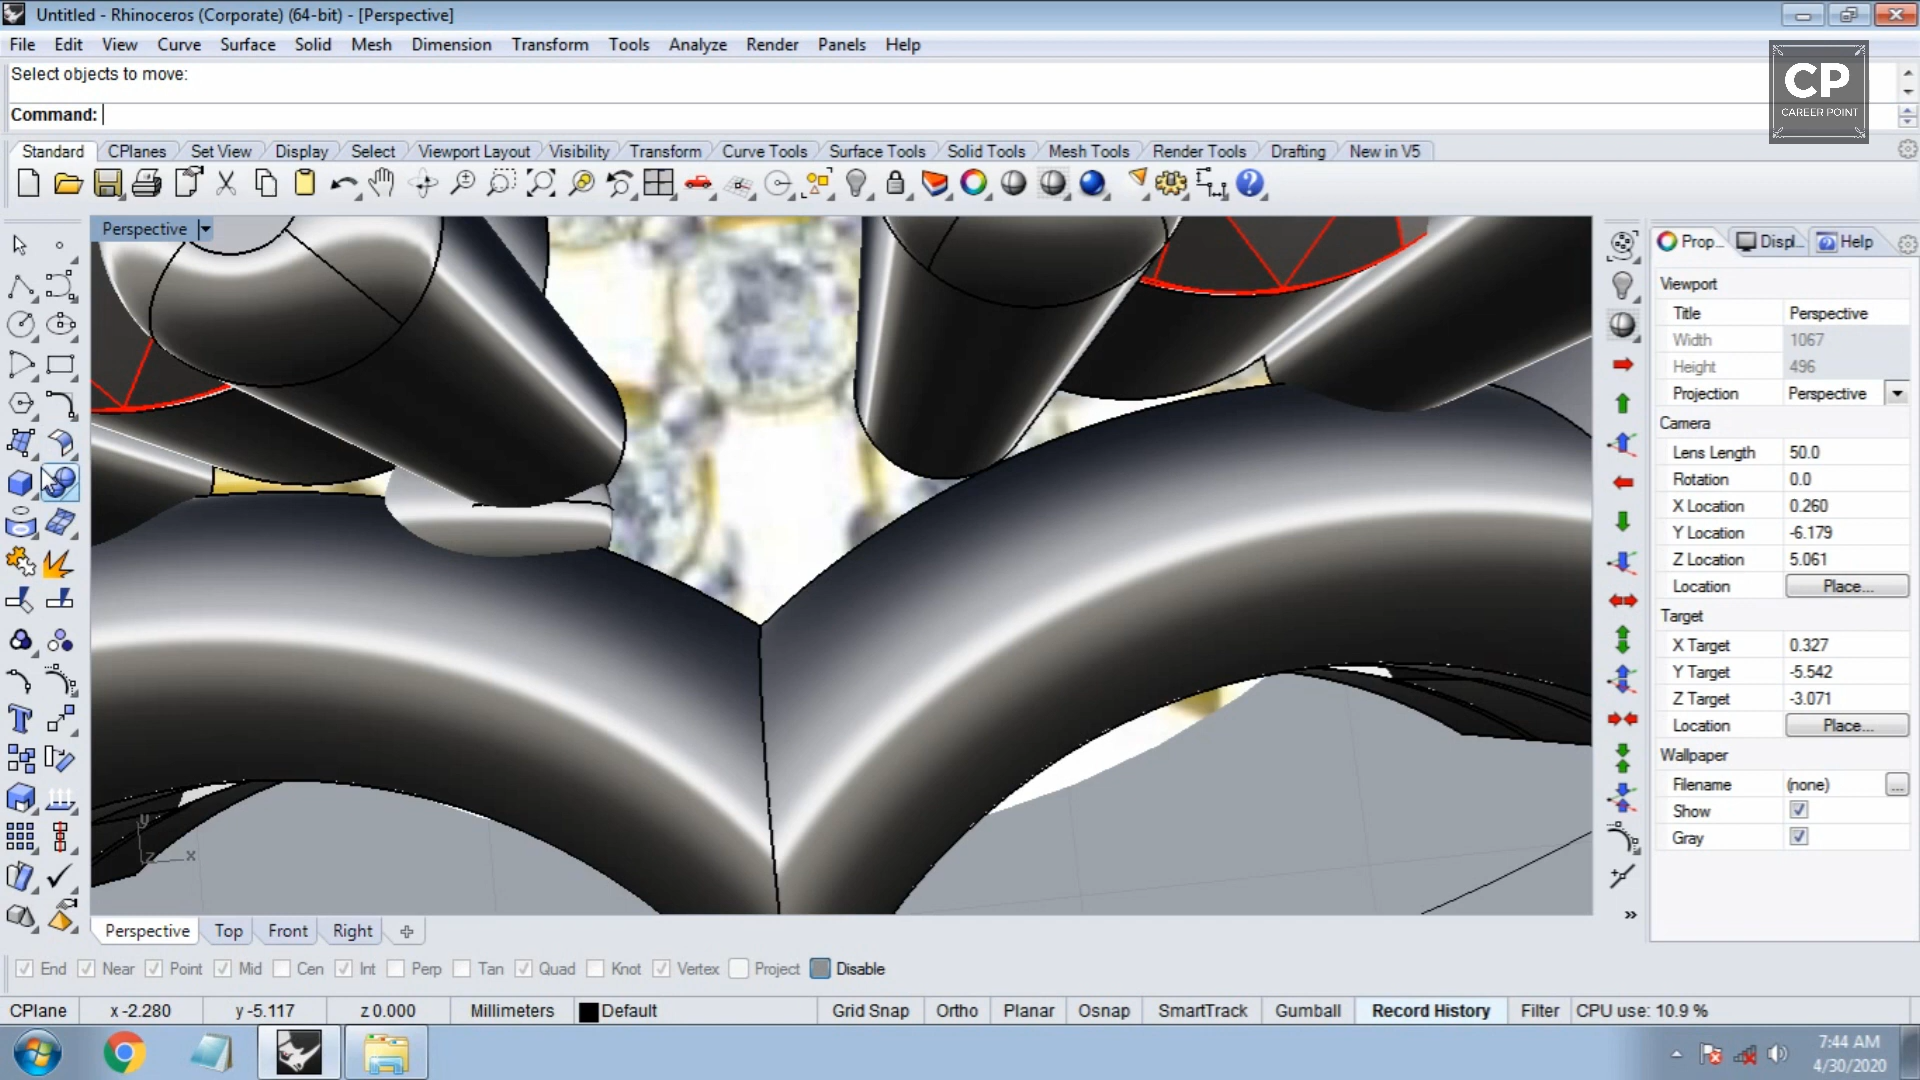 Untitled - Rhinoceros (Corporate) (64-bit) - [Perspective]
File Edit View Curve Surface Solid Mesh Dimension Transform Tools Analyze Render Panels Help
Select objects to move:
Command:
CP
CAREER POINT
Standard CPlanes Set View Display Select Viewport Layout Visibility Transform Curve Tools Surface Tools Solid Tools Mesh Tools Render Tools Drafting New in V5
Perspective
Prop... Displ... Help
Viewport
Title Perspective
Width 1067
Height 496
Projection Perspective
Camera
Lens Length 50.0
Rotation 0.0
X Location 0.260
Y Location -6.179
Z Location 5.061
Location Place...
Target
X Target 0.327
Y Target -5.542
Z Target -3.071
Location Place...
Wallpaper
Filename (none) ...
Show
Gray
y
z x
Perspective Top Front Right
End Near Point Mid Cen Int Perp Tan Quad Knot Vertex Project Disable
CPlane x -2.280 y -5.117 z 0.000 Millimeters Default Grid Snap Ortho Planar Osnap SmartTrack Gumball Record History Filter CPU use: 10.9 %
7:44 AM
4/30/2020